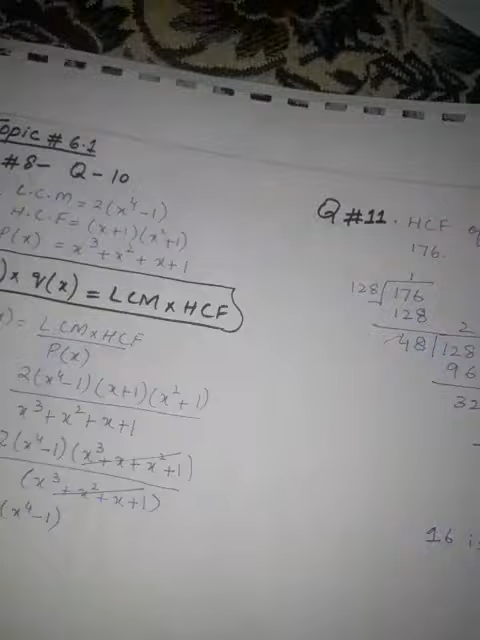 Topic # 6.1
#8- Q-10
L.C.M = 2(x⁴-1)
H.C.F = (x+1)(x²+1)
P(x) = x³+x²+x+1
) x q(x) = LCM x HCF
) = LCM x HCF
P(x)
2(x⁴-1)(x+1)(x²+1)
x³+x²+x+1
2(x⁴-1)(x³+x+x²+1)
(x³+x²+x+1)
(x⁴-1)
Q #11. HCF
176.
1
128 176
128
2
48 128
96
32
16 is